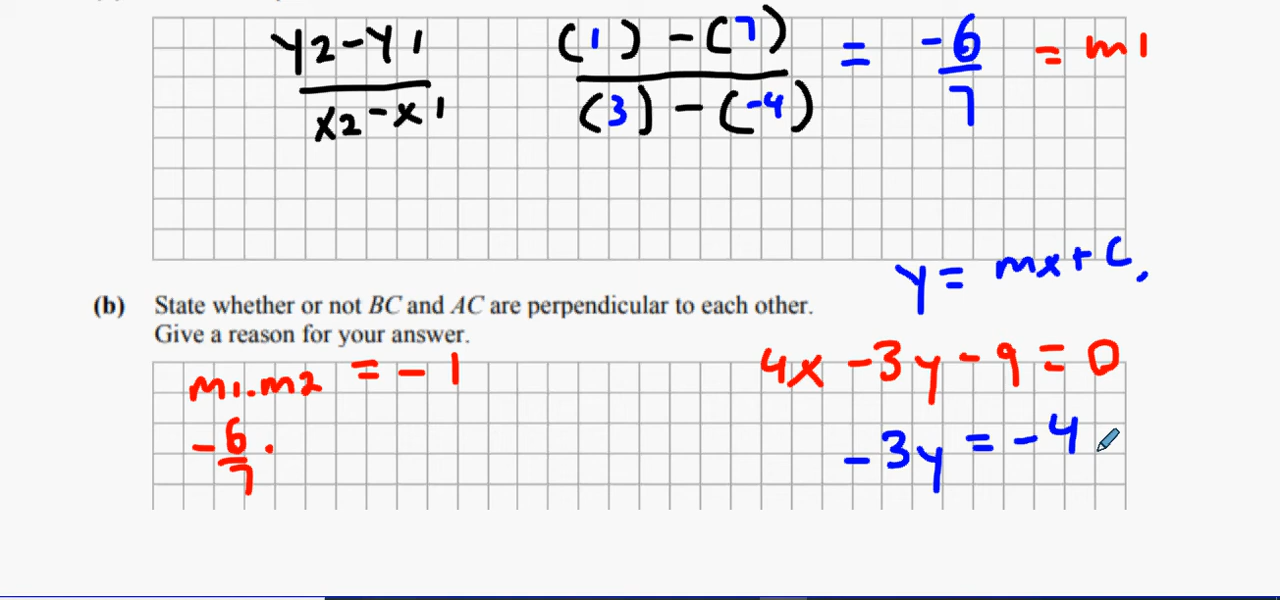 y2-y1 (1) - (7) = -6 = m1
x2-x1 (3) - (-4) 7
y = mx + c,
(b) State whether or not BC and AC are perpendicular to each other.
Give a reason for your answer.
m1.m2 = -1 4x -3y -9 = 0
-6/7 . -3y = -4